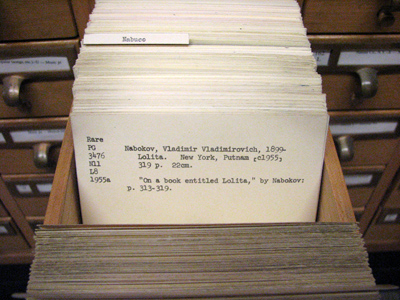 Nabuco
Rare
PG Nabokov, Vladimir Vladimirovich, 1899-
3476 Lolita. New York, Putnam ₍c1955₎
N11 319 p. 22cm.
L8
1955a "On a book entitled Lolita," by Nabokov:
p. 313-319.